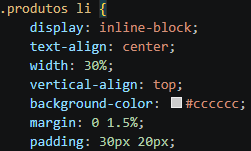 .produtos li {
display: inline-block;
text-align: center;
width: 30%;
vertical-align: top;
background-color: #cccccc;
margin: 0 1.5%;
padding: 30px 20px;